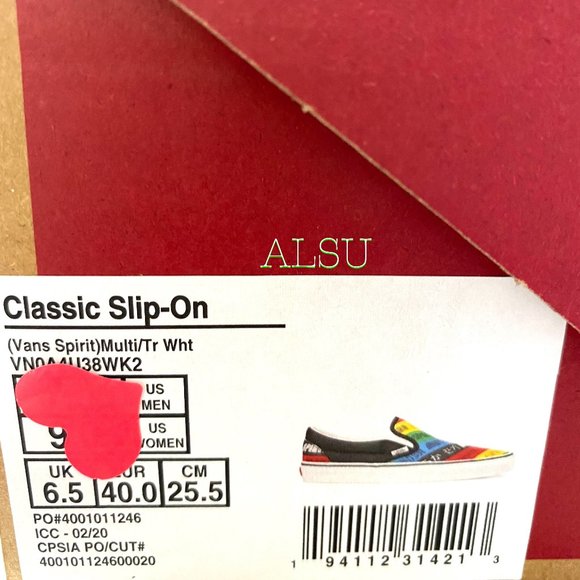 ALSU
Classic Slip-On
(Vans Spirit)Multi/Tr Wht
VN0A4U38WK2
US
MEN
9
US
WOMEN
UK EUR CM
6.5 40.0 25.5
PO#4001011246
ICC - 02/20
CPSIA PO/CUT#
400101124600020
1 94112 31421 3